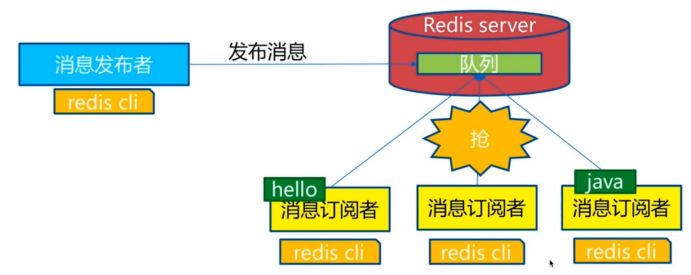 Redis server
发布消息
消息发布者
队列
redis cli
抢
hello
java
消息订阅者
消息订阅者
消息订阅者
redis cli
redis cli
redis cli